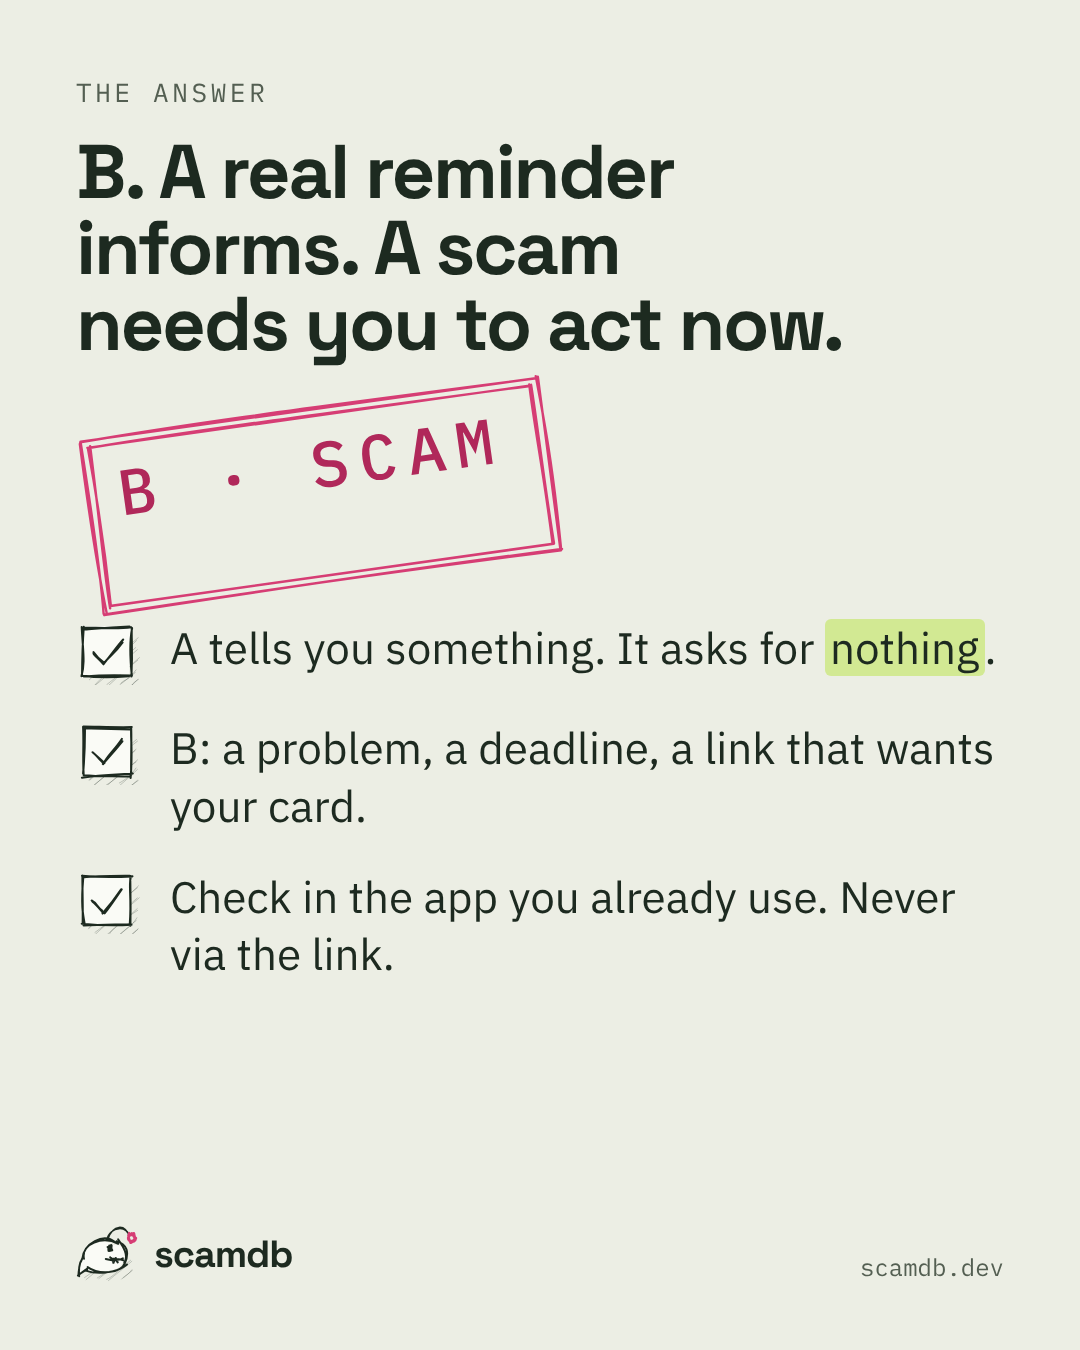 THE ANSWER
B. A real reminder
informs. A scam
needs you to act now.
B · SCAM
A tells you something. It asks for nothing.
B: a problem, a deadline, a link that wants
your card.
Check in the app you already use. Never
via the link.
scamdb
scamdb.dev